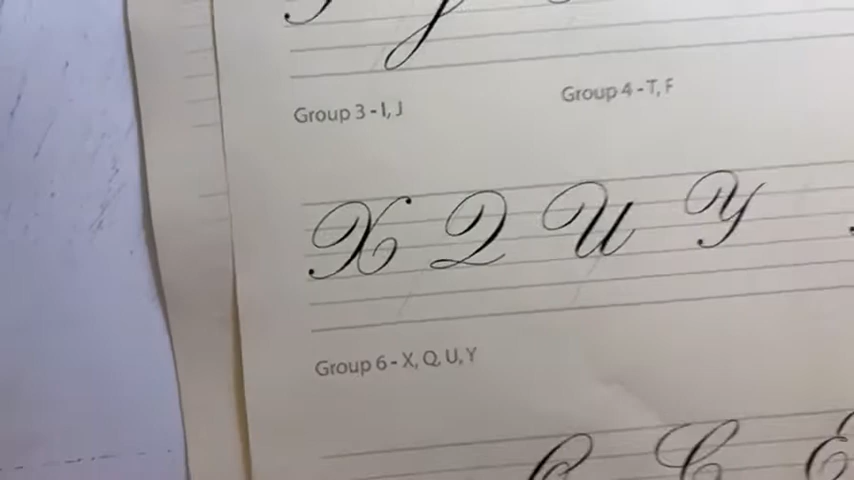 Group 3 - I, J
Group 4 - T, F
X Q U Y
Group 6 - X, Q, U, Y
C